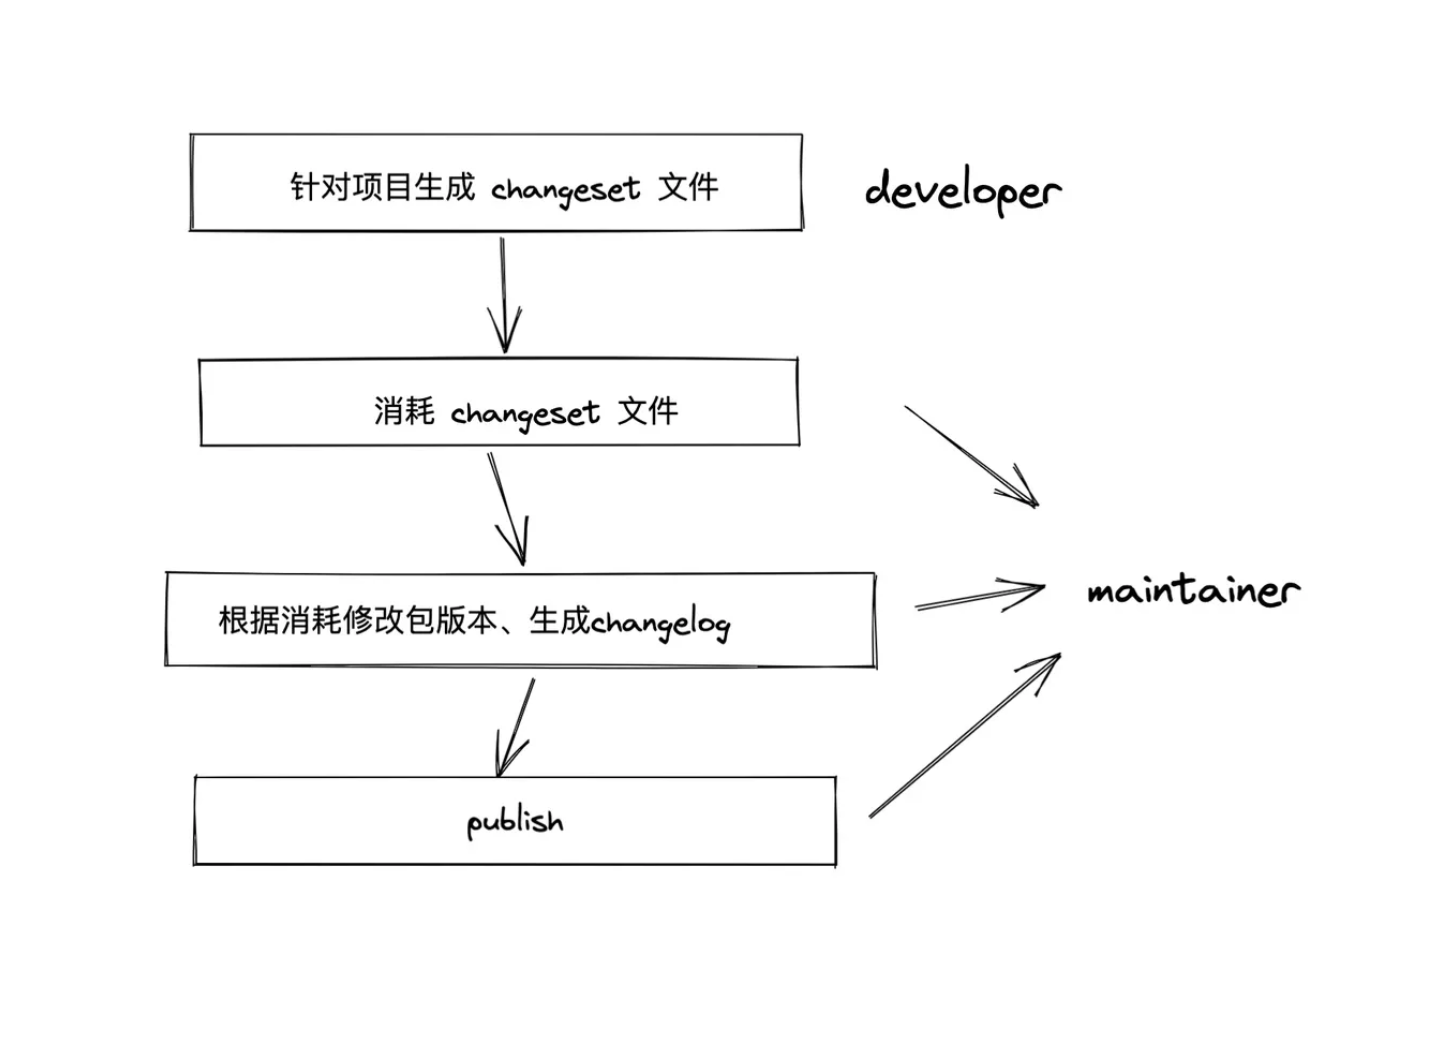 针对项目生成 changeset 文件
developer
消耗 changeset 文件
根据消耗修改包版本、生成changelog
maintainer
publish